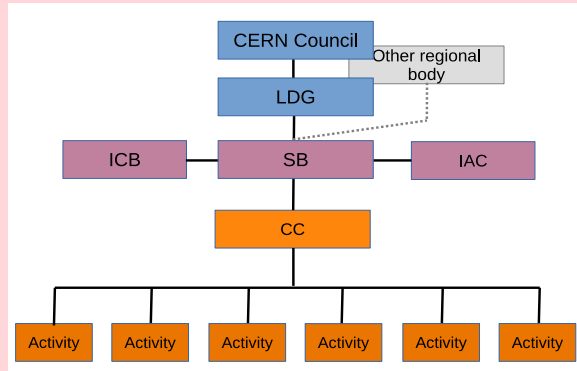 CERN Council
Other regional
body
LDG
ICB
SB
IAC
CC
Activity
Activity
Activity
Activity
Activity
Activity